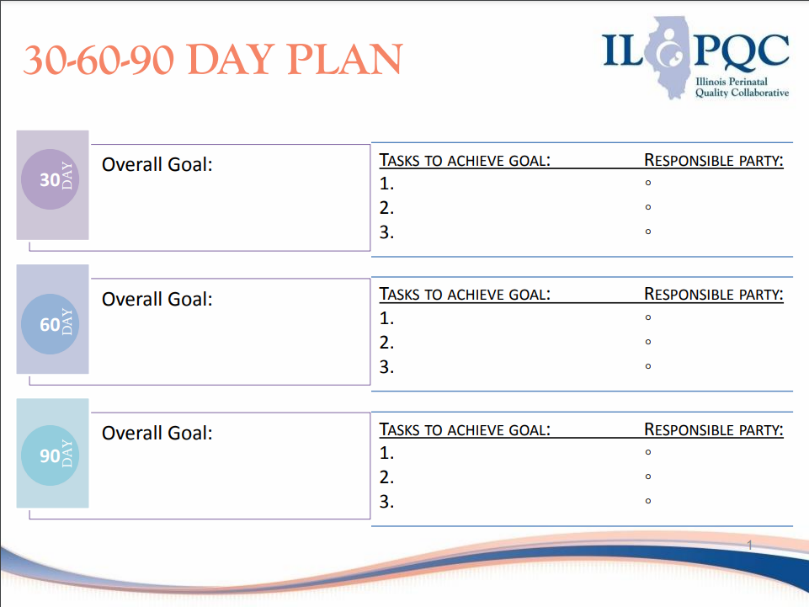 30-60-90 DAY PLAN
IL PQC
Illinois Perinatal
Quality Collaborative
30 DAY
Overall Goal:
TASKS TO ACHIEVE GOAL: RESPONSIBLE PARTY:
1. °
2. °
3. °
60 DAY
Overall Goal:
TASKS TO ACHIEVE GOAL: RESPONSIBLE PARTY:
1. °
2. °
3. °
90 DAY
Overall Goal:
TASKS TO ACHIEVE GOAL: RESPONSIBLE PARTY:
1. °
2. °
3. °
1